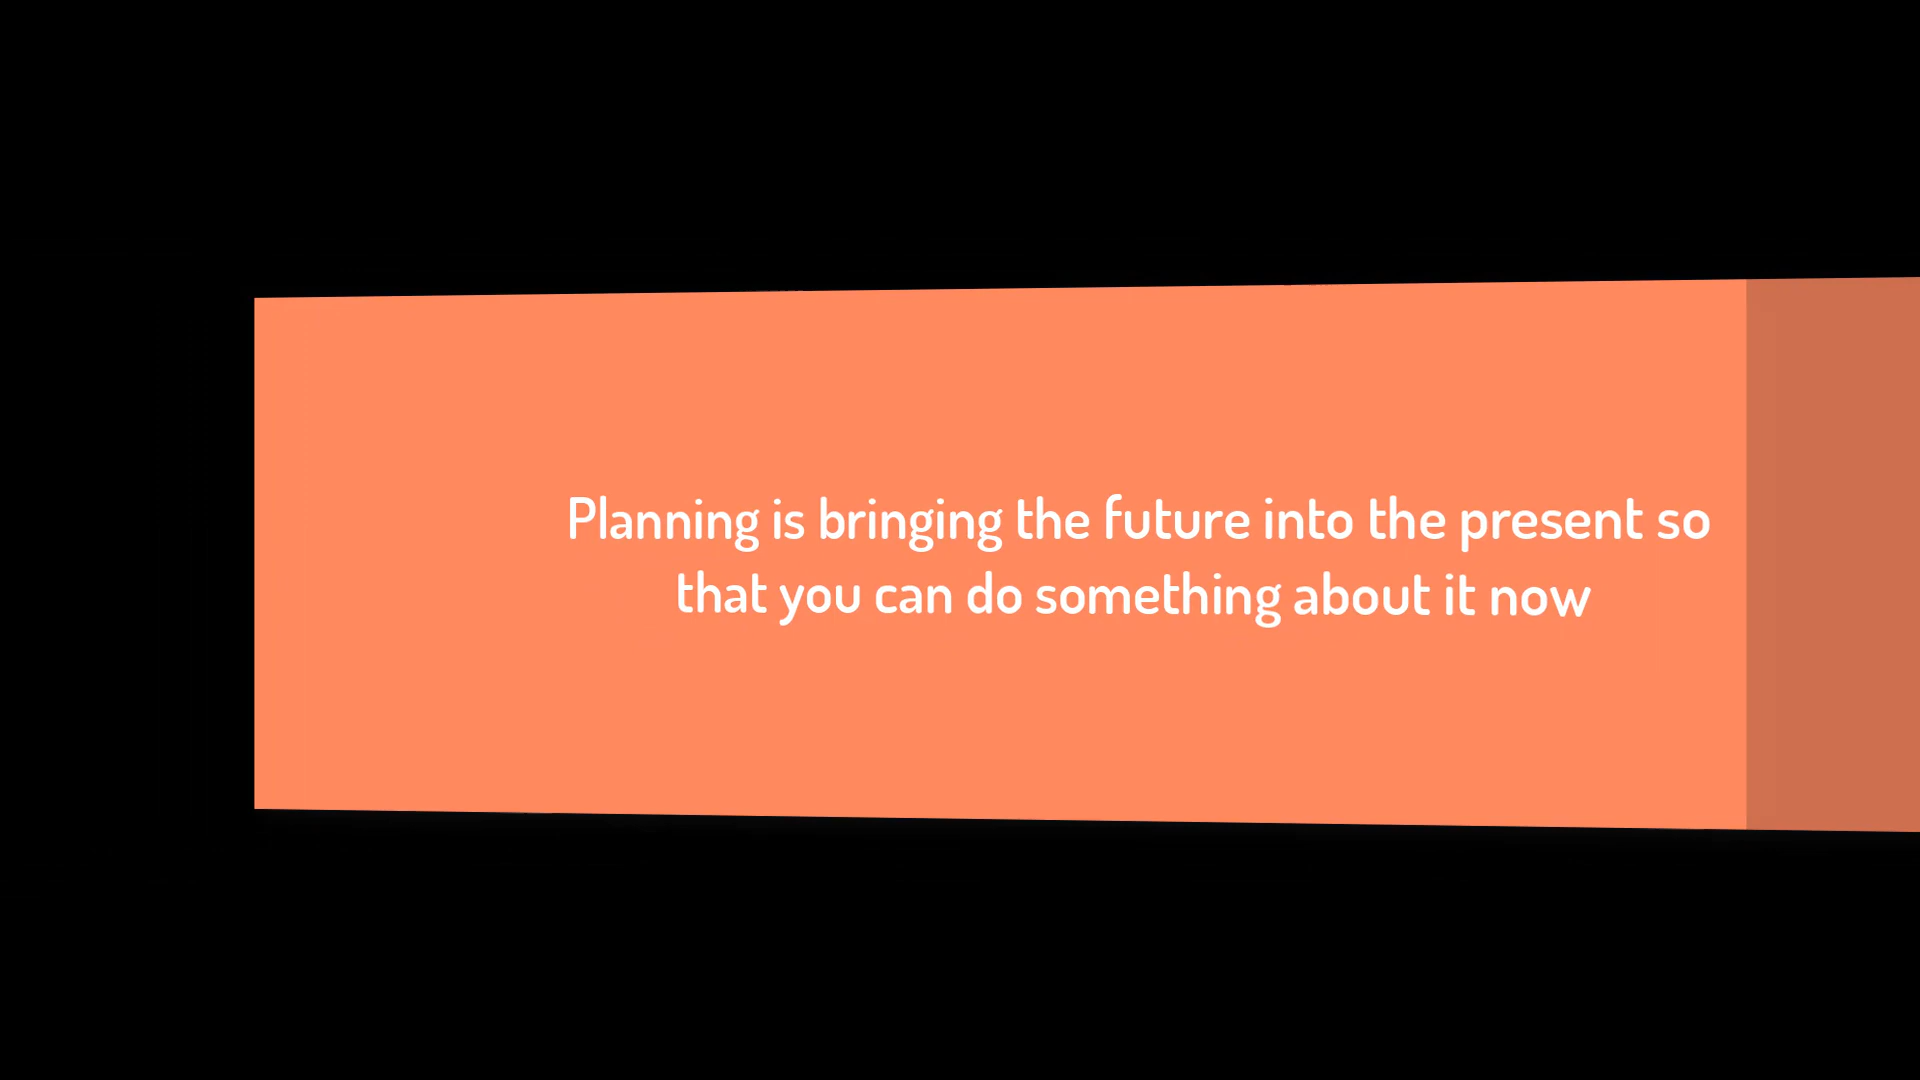 Planning is bringing the future into the present so
that you can do something about it now